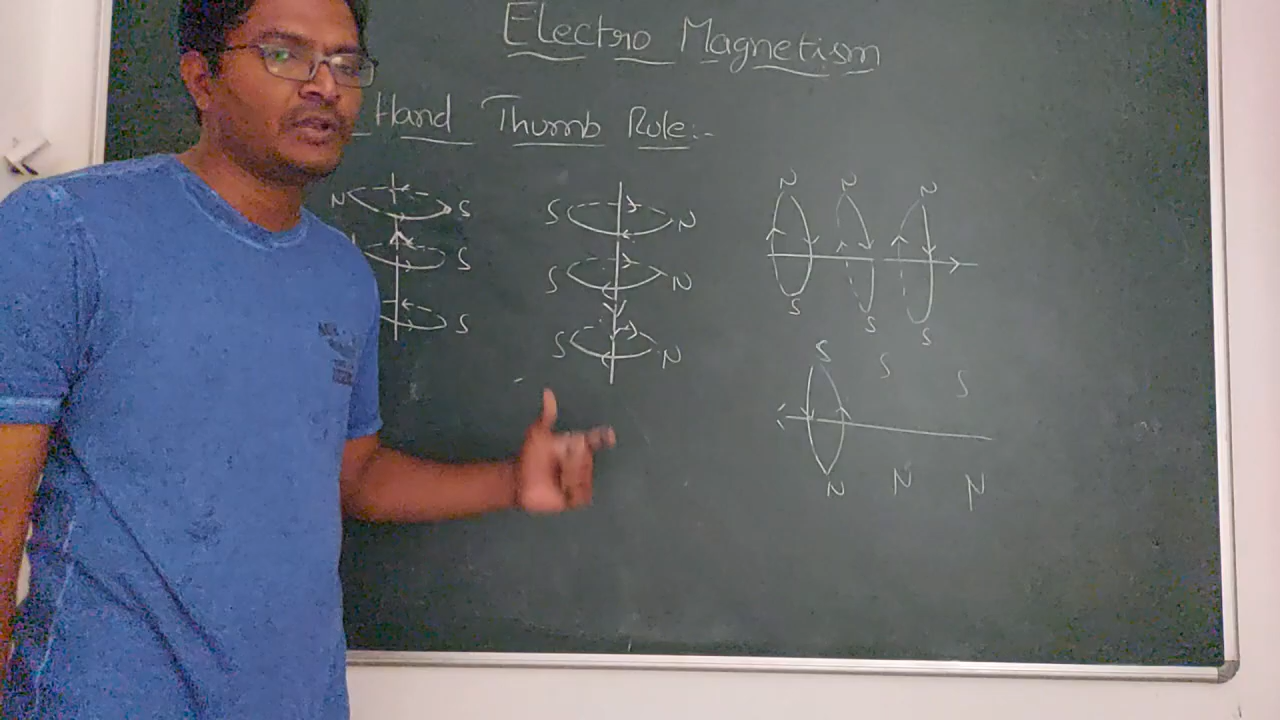 Electro Magnetism
Hand Thumb Rule:-
N S S N N N N
S S N S S S
S S N S S S
N N N